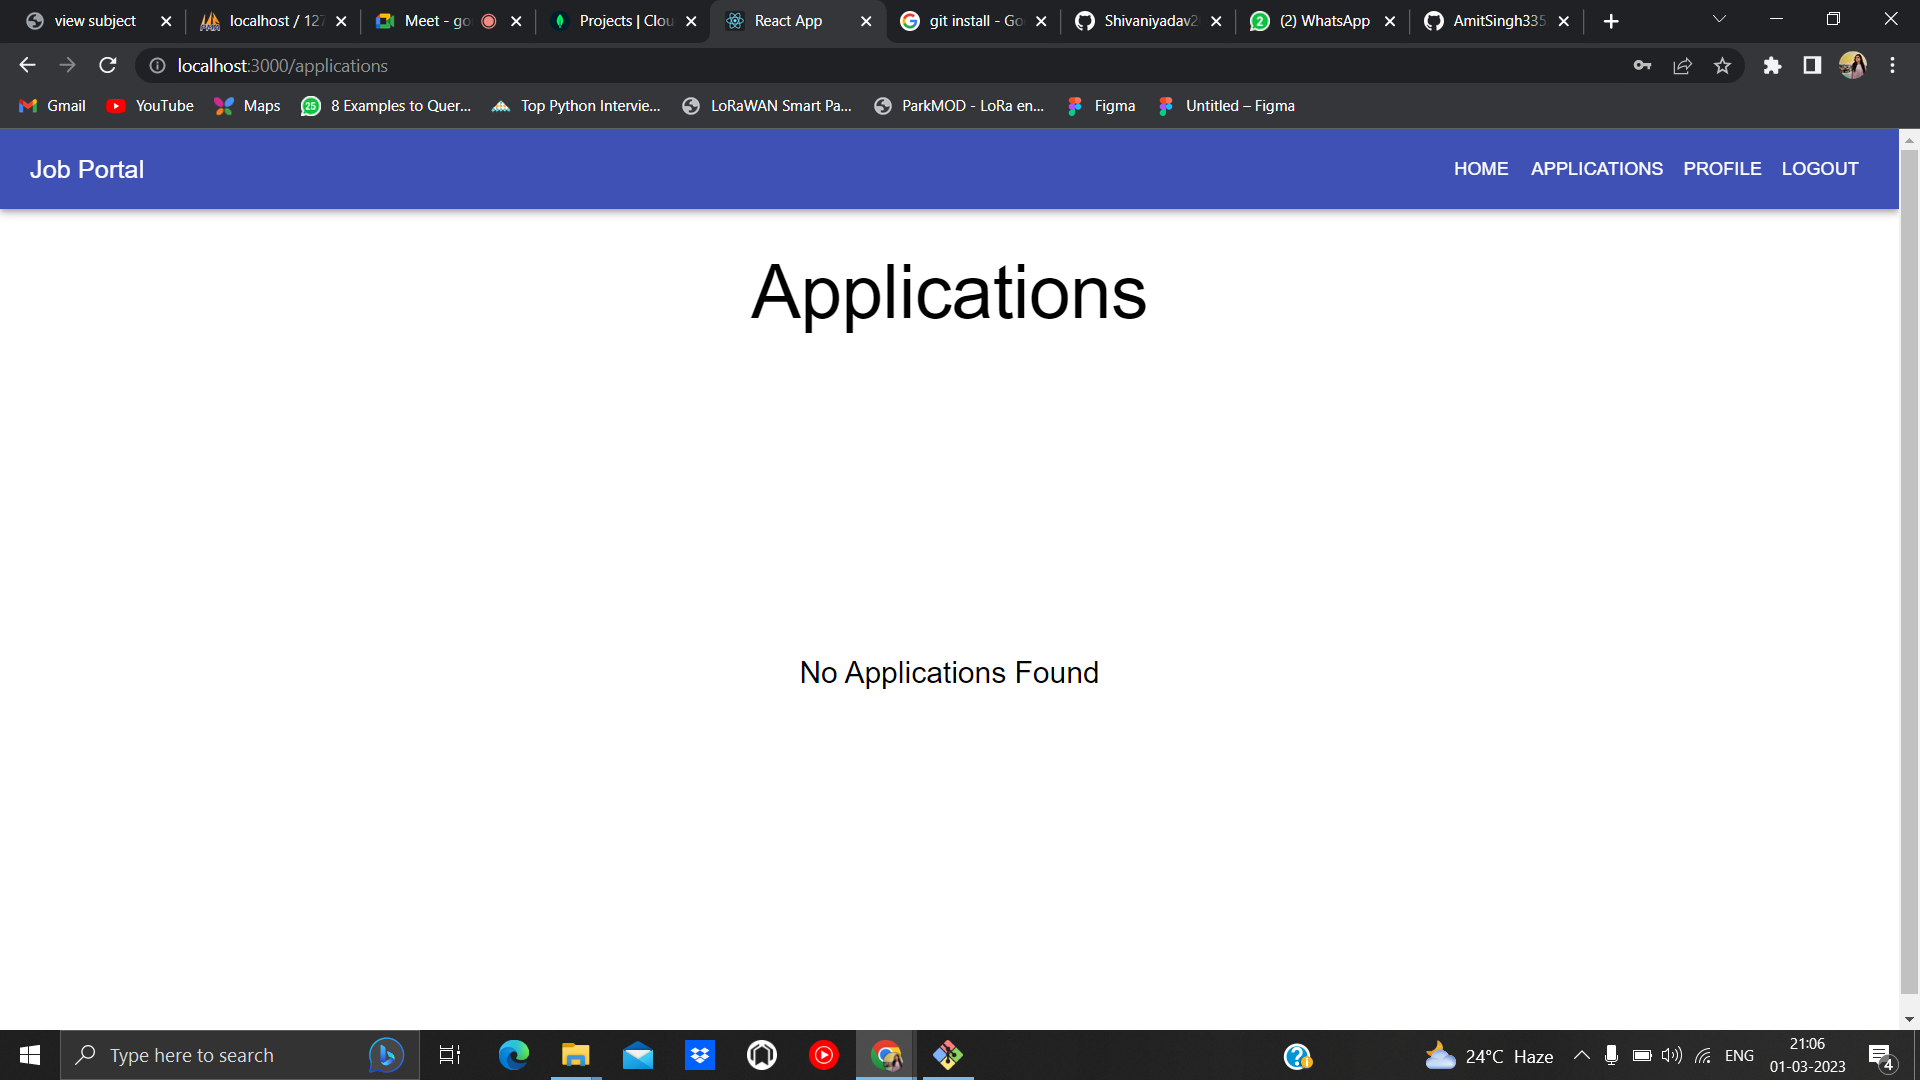 view subject
localhost / 127
Meet - go
Projects | Clou
React App
git install - Go
Shivaniyadav2
(2) WhatsApp
AmitSingh335
localhost:3000/applications
Gmail
YouTube
Maps
25
8 Examples to Quer...
Top Python Intervie...
LoRaWAN Smart Pa...
ParkMOD - LoRa en...
Figma
Untitled – Figma
Job Portal
HOME
APPLICATIONS
PROFILE
LOGOUT
Applications
No Applications Found
Type here to search
24°C Haze
ENG
21:06
01-03-2023
4